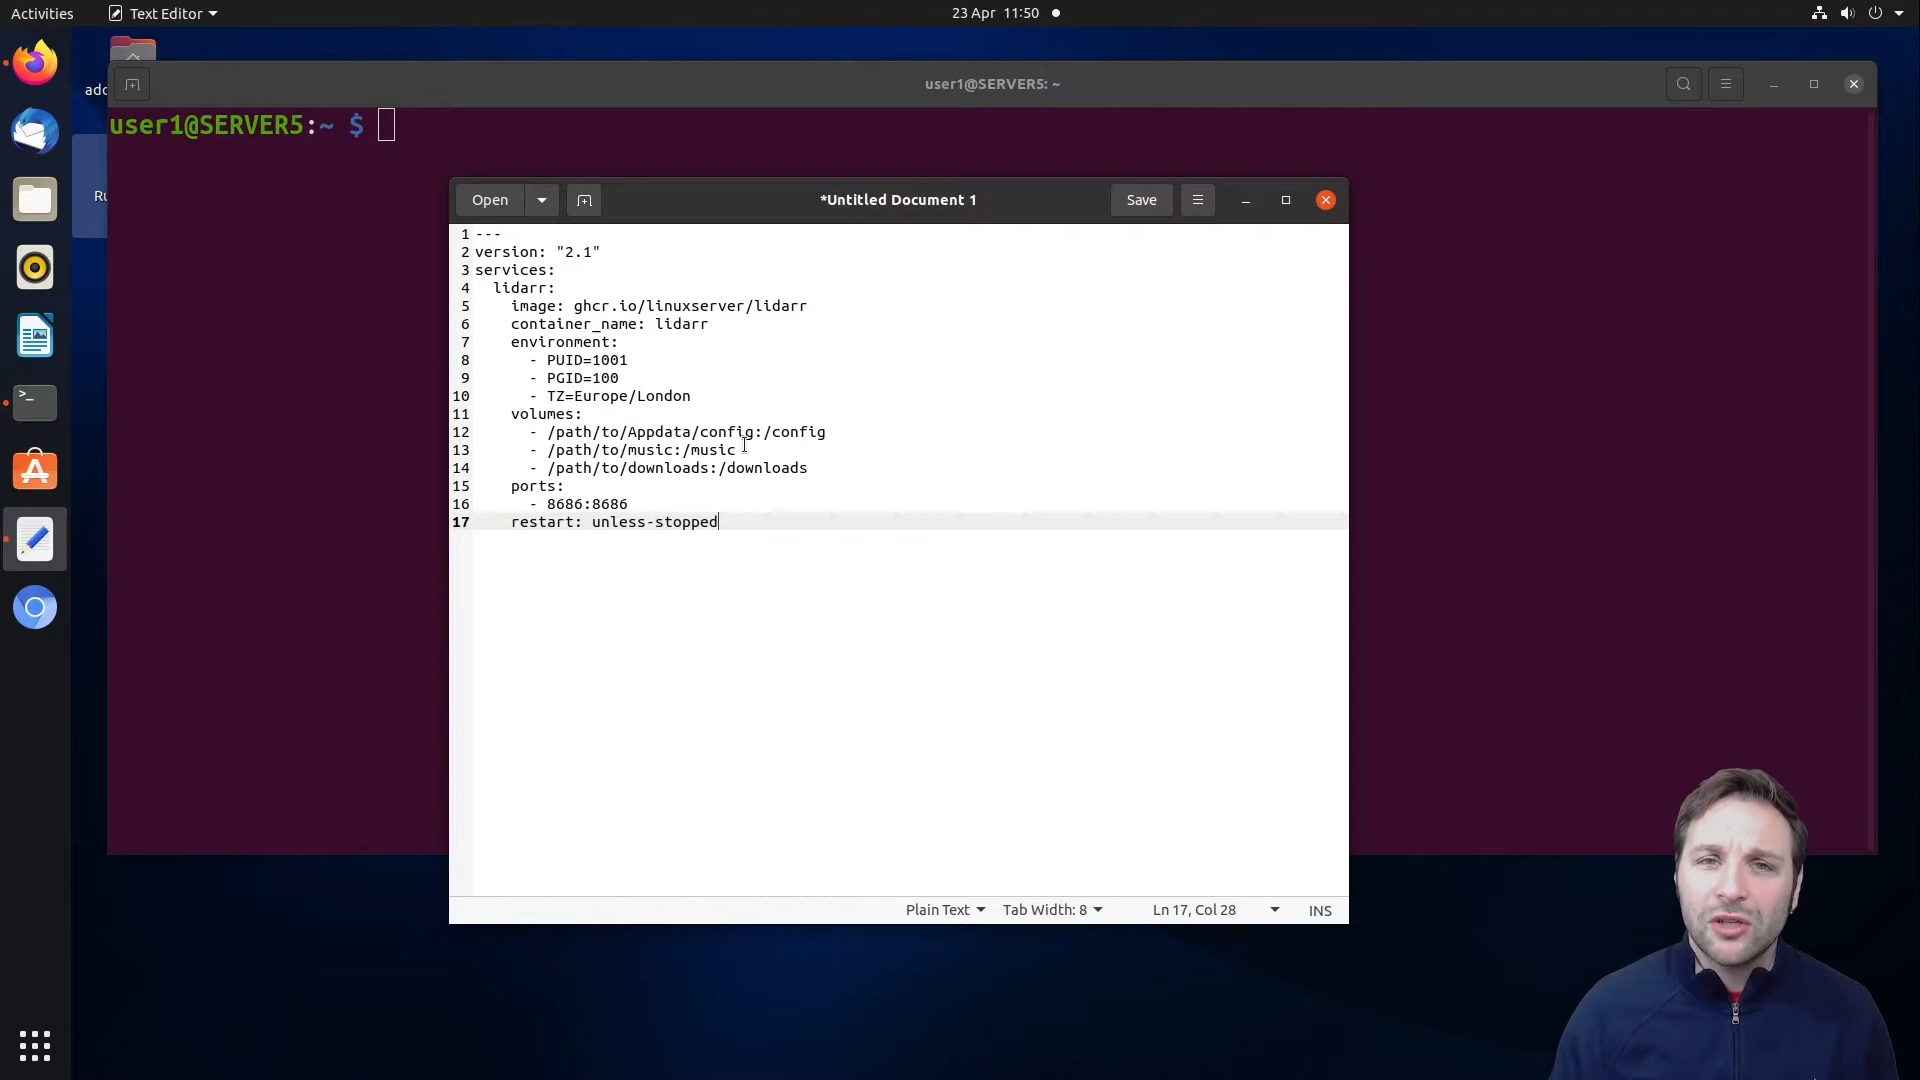 Activities
Text Editor
23 Apr 11:50
adc
Ru
user1@SERVER5: ~
user1@SERVER5:~ $
Open
*Untitled Document 1
Save
1 ---
2 version: "2.1"
3 services:
4   lidarr:
5     image: ghcr.io/linuxserver/lidarr
6     container_name: lidarr
7     environment:
8       - PUID=1001
9       - PGID=100
10       - TZ=Europe/London
11     volumes:
12       - /path/to/Appdata/config:/config
13       - /path/to/music:/music
14       - /path/to/downloads:/downloads
15     ports:
16       - 8686:8686
17     restart: unless-stopped
Plain Text
Tab Width: 8
Ln 17, Col 28
INS